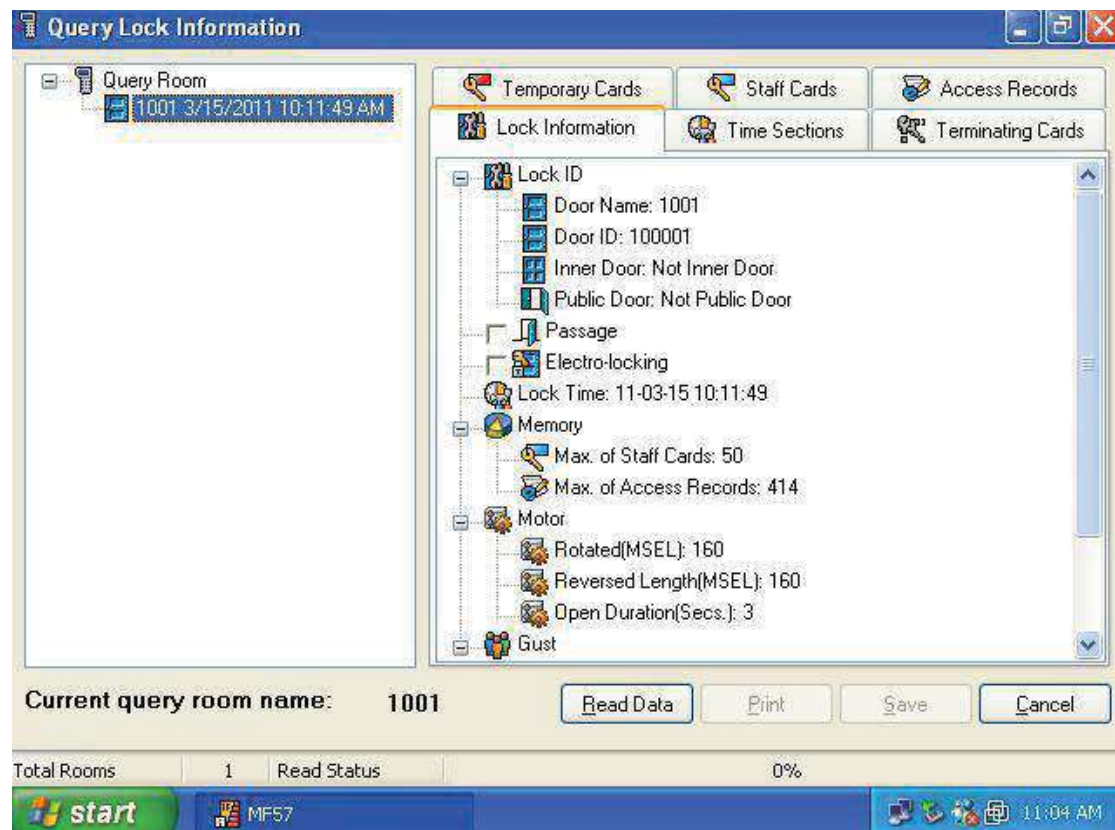 Query Lock Information
Query Room
1001 3/15/2011 10:11:49 AM
Temporary Cards
Staff Cards
Access Records
Lock Information
Time Sections
Terminating Cards
Lock ID
Door Name: 1001
Door ID: 100001
Inner Door: Not Inner Door
Public Door: Not Public Door
Passage
Electro-locking
Lock Time: 11-03-15 10:11:49
Memory
Max. of Staff Cards: 50
Max. of Access Records: 414
Motor
Rotated(MSEL): 160
Reversed Length(MSEL): 160
Open Duration(Secs.): 3
Gust
Current query room name: 1001
Read Data
Print
Save
Cancel
Total Rooms 1 Read Status 0%
start MF57 11:04 AM